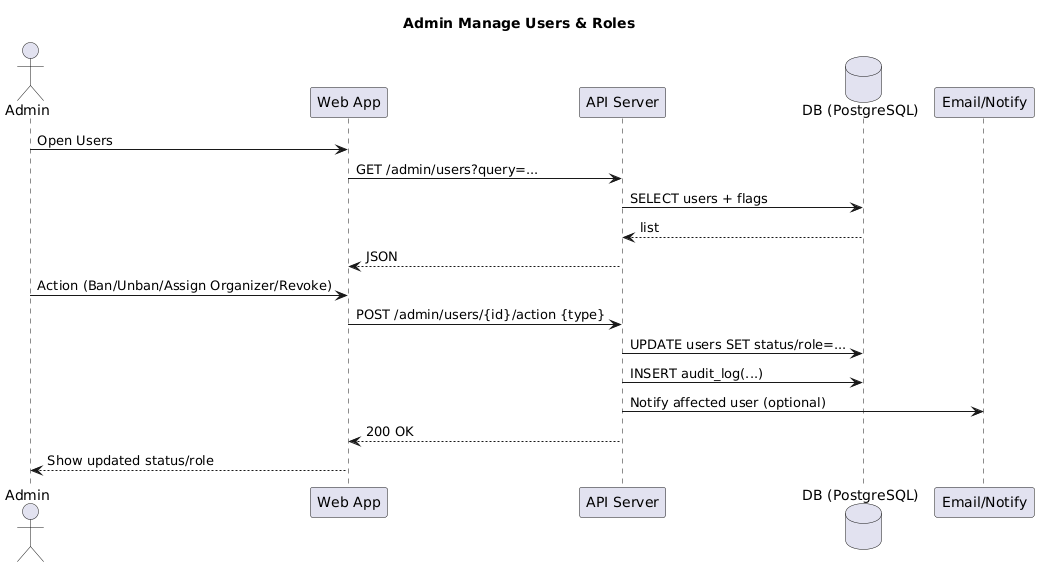 Admin Manage Users & Roles
Admin
Web App
API Server
DB (PostgreSQL)
Email/Notify
Open Users
GET /admin/users?query=...
SELECT users + flags
list
JSON
Action (Ban/Unban/Assign Organizer/Revoke)
POST /admin/users/{id}/action {type}
UPDATE users SET status/role=...
INSERT audit_log(...)
Notify affected user (optional)
200 OK
Show updated status/role
Admin
Web App
API Server
DB (PostgreSQL)
Email/Notify